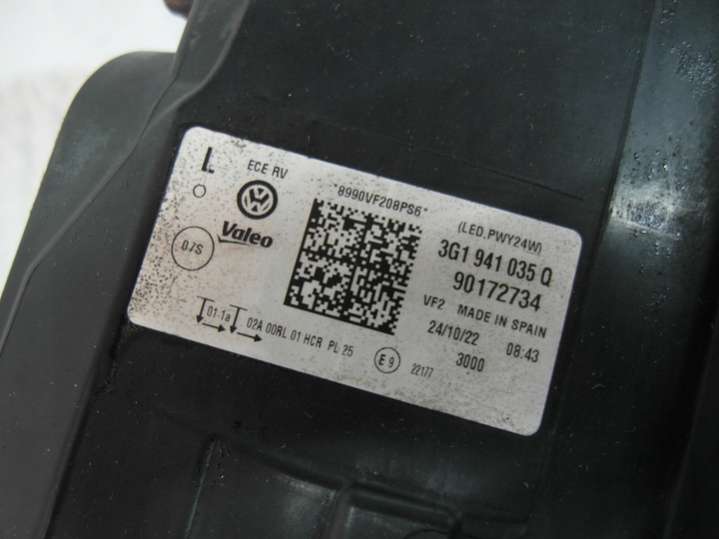 L
ECE RV
*8990VF208PS6*
(LED.PWY24W)
Valeo
3G1 941 035 Q
90172734
VF2 MADE IN SPAIN
24/10/22 08:43
3000
01 1a 02A 00RL 01 HCR PL 25
E9 22177